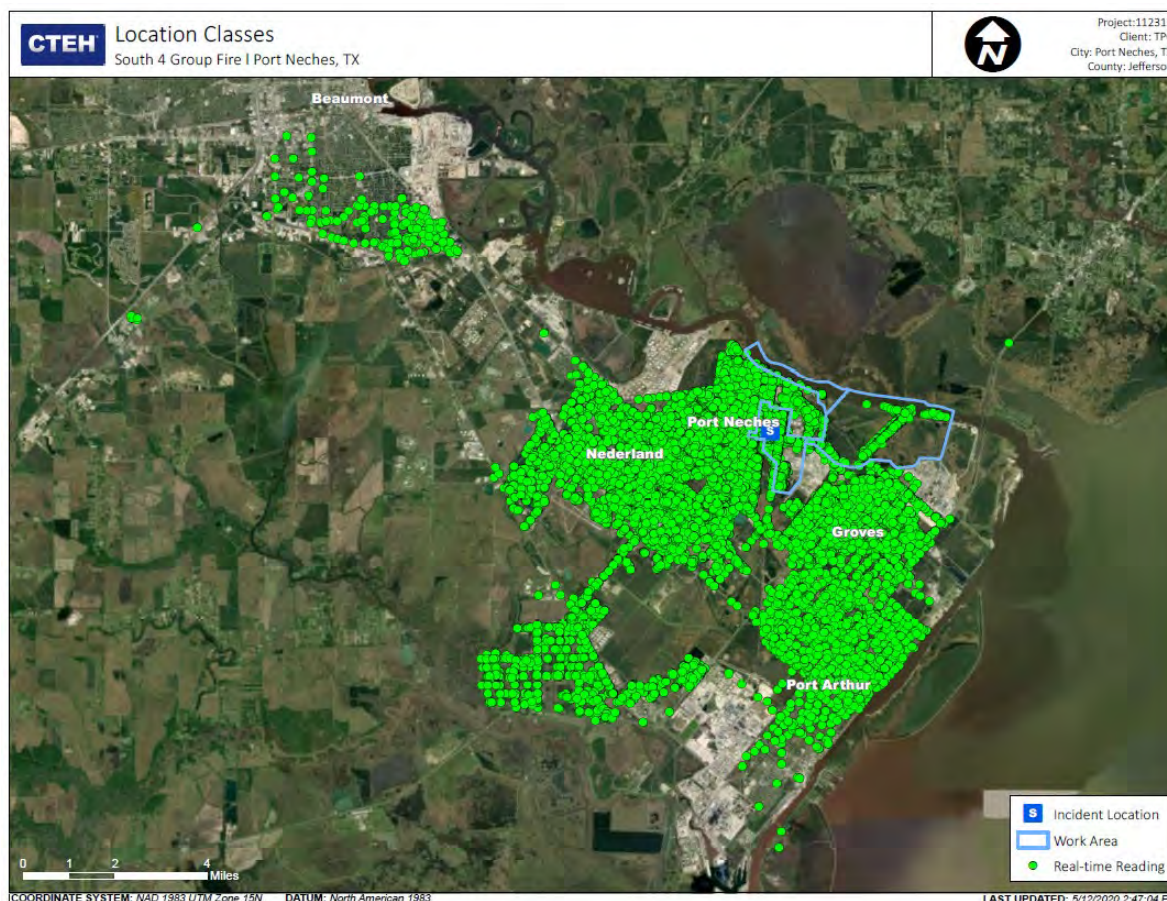 CTEH
Location Classes
South 4 Group Fire l Port Neches, TX
N
Project:11231
Client: TP
City: Port Neches, T
County: Jefferso
Beaumont
Port Neches
S
Nederland
Groves
Port Arthur
S Incident Location
Work Area
Real-time Reading
0 1 2 4
Miles
COORDINATE SYSTEM: NAD 1983 UTM Zone 15N DATUM: North American 1983
LAST UPDATED: 5/12/2020 2:47:04 P